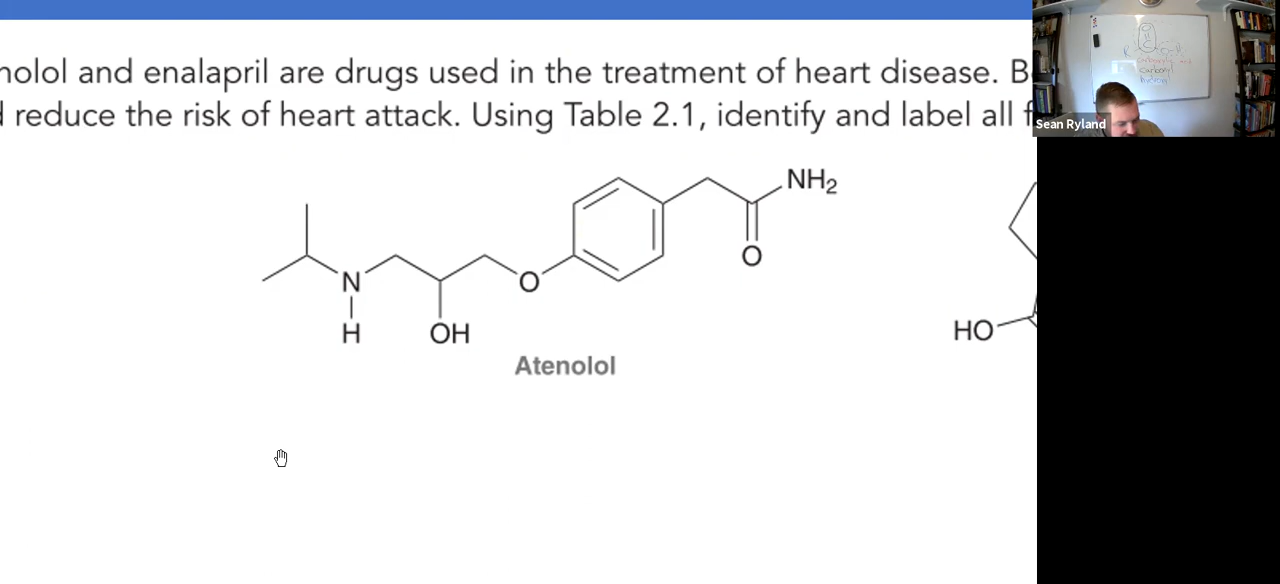 nolol and enalapril are drugs used in the treatment of heart disease. B
reduce the risk of heart attack. Using Table 2.1, identify and label all f
Sean Ryland
NH₂
O
N
H
OH
O
HO
Atenolol
carbonyl